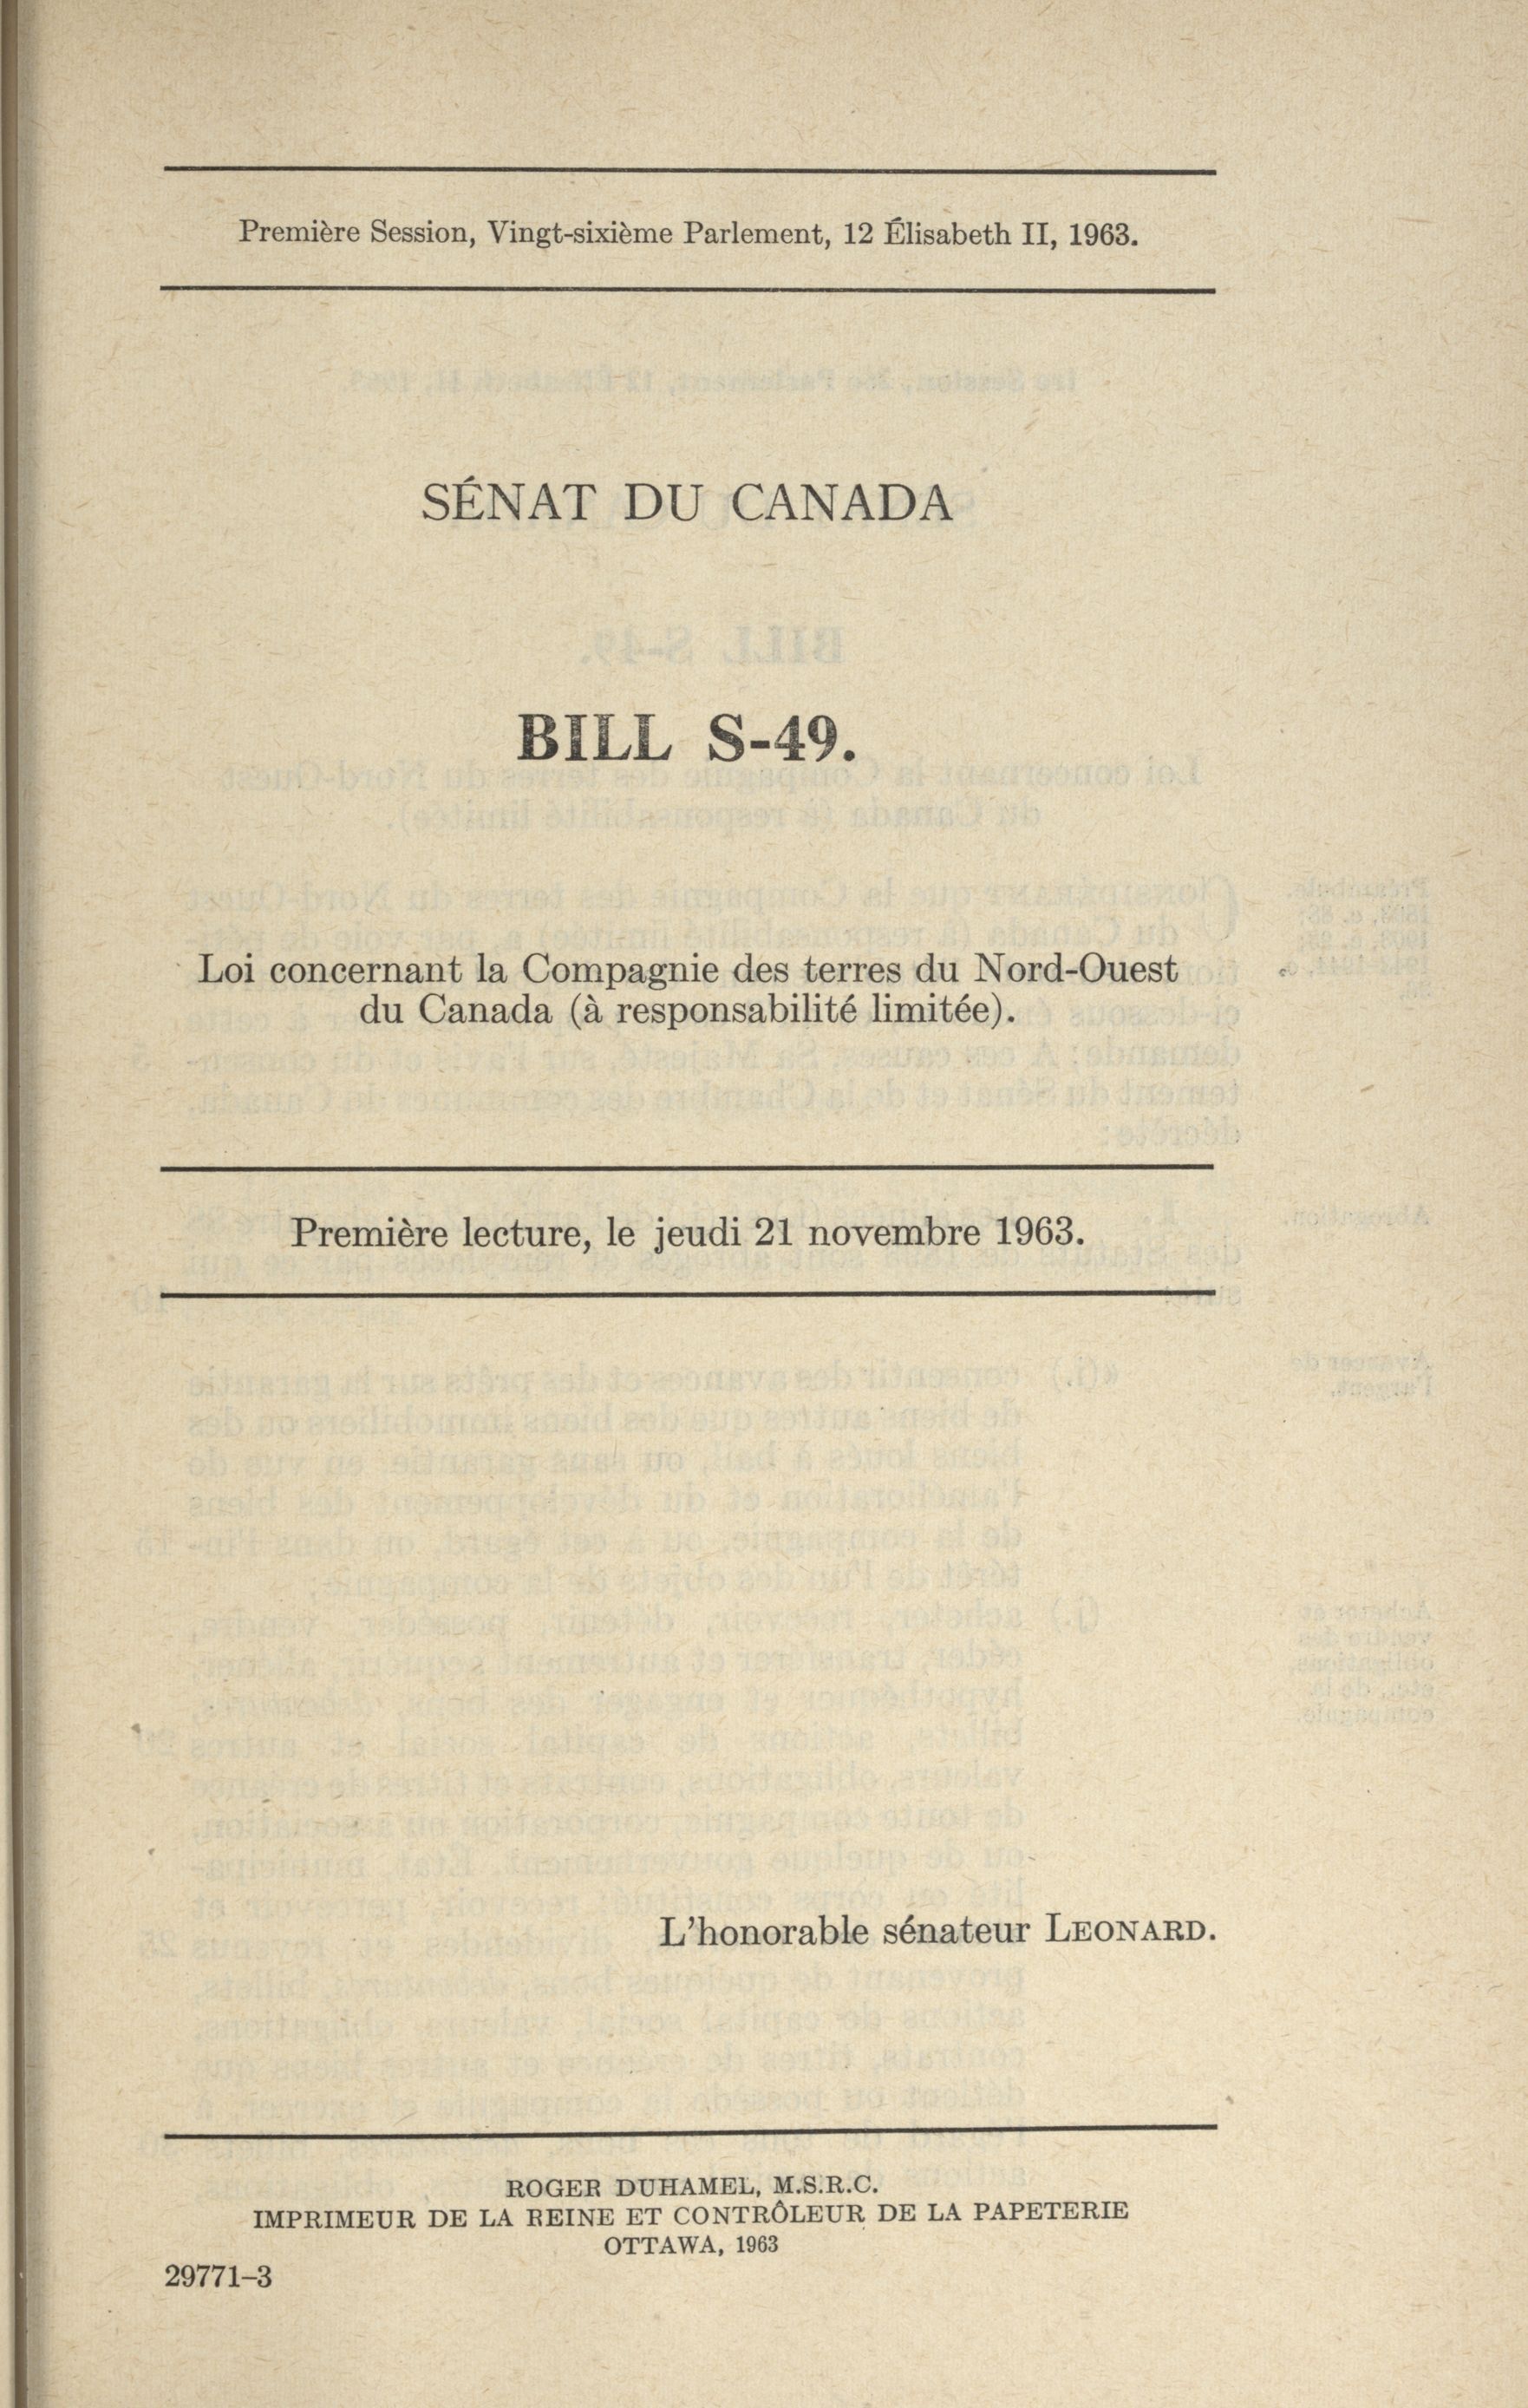 Première Session, Vingt-sixième Parlement, 12 Élisabeth II, 1963.
SÉNAT DU CANADA
BILL S-49.
Loi concernant la Compagnie des terres du Nord-Ouest
du Canada (à responsabilité limitée).
Première lecture, le jeudi 21 novembre 1963.
L'honorable sénateur LEONARD.
ROGER DUHAMEL, M.S.R.C.
IMPRIMEUR DE LA REINE ET CONTRÔLEUR DE LA PAPETERIE
OTTAWA, 1963
29771–3